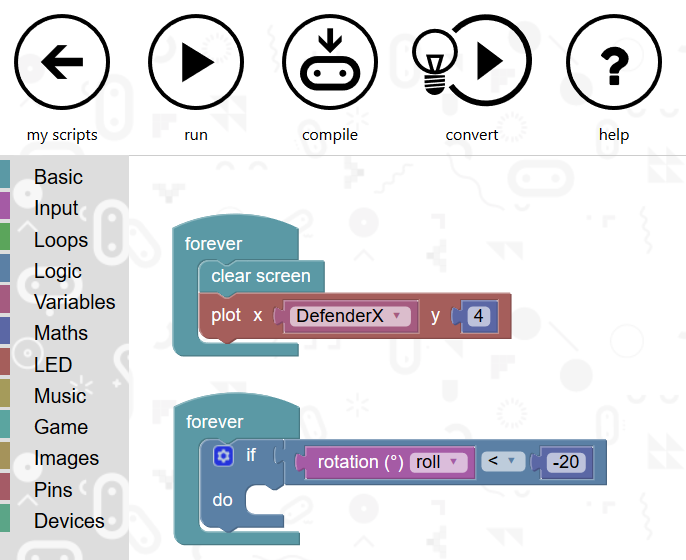 my scripts run compile convert help
Basic
Input
Loops
Logic
Variables
Maths
LED
Music
Game
Images
Pins
Devices
forever
clear screen
plot x DefenderX y 4
forever
if rotation (°) roll < -20
do